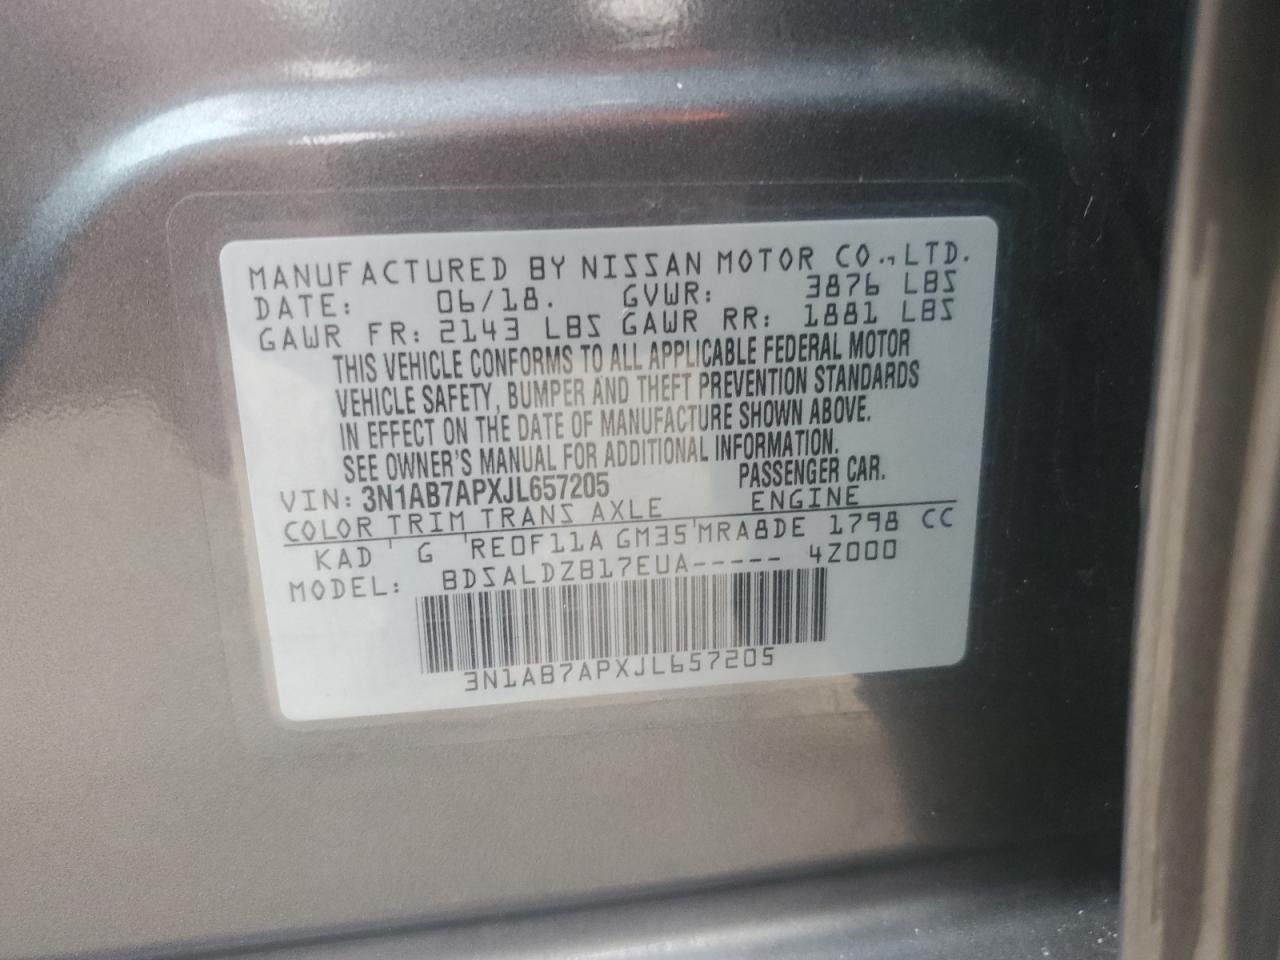 MANUFACTURED BY NISSAN MOTOR CO., LTD.
DATE: 06/18. GVWR: 3876 LBS
GAWR FR: 2143 LBS GAWR RR: 1881 LBS
THIS VEHICLE CONFORMS TO ALL APPLICABLE FEDERAL MOTOR
VEHICLE SAFETY, BUMPER AND THEFT PREVENTION STANDARDS
IN EFFECT ON THE DATE OF MANUFACTURE SHOWN ABOVE.
SEE OWNER'S MANUAL FOR ADDITIONAL INFORMATION.
VIN: 3N1AB7APXJL657205 PASSENGER CAR.
COLOR TRIM TRANS AXLE ENGINE
KAD G RE0F11A GM35 MRA8DE 1798 CC
MODEL: BDSALDZB17EUA----- 4Z000
3N1AB7APXJL657205